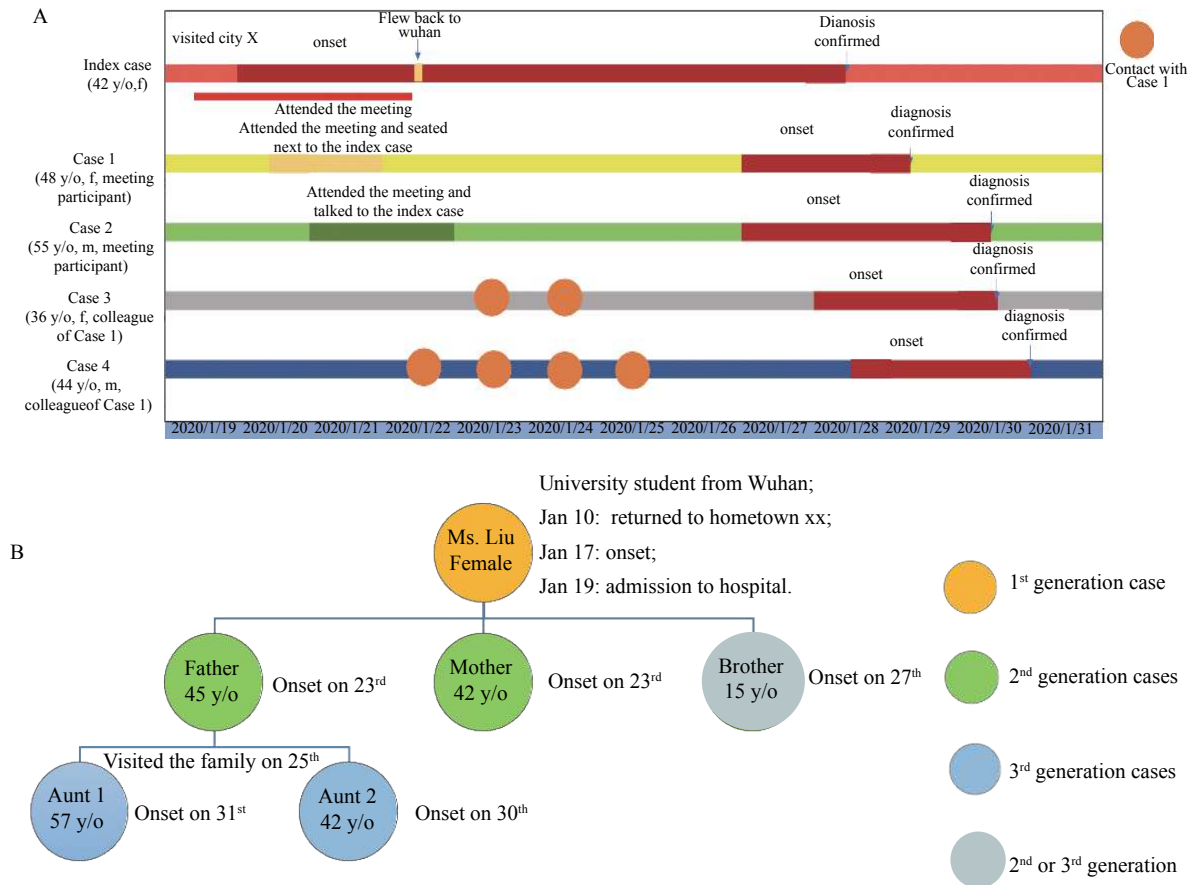 A
visited city X
onset
Flew back to
wuhan
Dianosis
confirmed
Contact with
Case 1
Index case
(42 y/o,f)
Attended the meeting
Attended the meeting and seated
next to the index case
onset
diagnosis
confirmed
Case 1
(48 y/o, f, meeting
participant)
Attended the meeting and
talked to the index case
onset
diagnosis
confirmed
Case 2
(55 y/o, m, meeting
participant)
onset
diagnosis
confirmed
Case 3
(36 y/o, f, colleague
of Case 1)
onset
diagnosis
confirmed
Case 4
(44 y/o, m,
colleagueof Case 1)
2020/1/19 2020/1/20 2020/1/21 2020/1/22 2020/1/23 2020/1/24 2020/1/25 2020/1/26 2020/1/27 2020/1/28 2020/1/29 2020/1/30 2020/1/31
B
Ms. Liu
Female
University student from Wuhan;
Jan 10: returned to hometown xx;
Jan 17: onset;
Jan 19: admission to hospital.
Father
45 y/o
Onset on 23rd
Mother
42 y/o
Onset on 23rd
Brother
15 y/o
Onset on 27th
Visited the family on 25th
Aunt 1
57 y/o
Onset on 31st
Aunt 2
42 y/o
Onset on 30th
1st generation case
2nd generation cases
3rd generation cases
2nd or 3rd generation